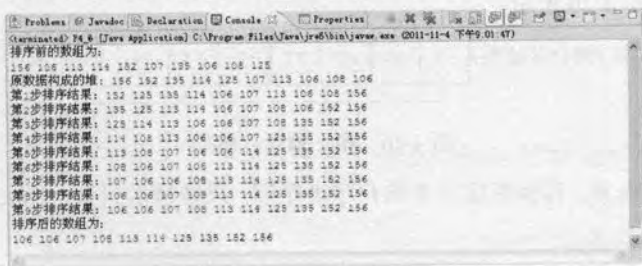 Problems @ Javadoc Declaration Console Properties
<terminated> P4_6 [Java Application] C:\Program Files\Java\jre6\bin\javaw.exe (2011-11-4 下午9:01:47)
排序前的数组为:
156 106 113 114 152 107 135 106 108 125
原数据构成的堆: 156 152 135 114 125 107 113 106 108 106
第1步排序结果: 152 125 135 114 106 107 113 106 108 156
第2步排序结果: 135 125 113 114 106 107 108 106 152 156
第3步排序结果: 125 114 113 106 106 107 108 135 152 156
第4步排序结果: 114 108 113 106 106 107 125 135 152 156
第5步排序结果: 113 108 107 106 106 114 125 135 152 156
第6步排序结果: 108 106 107 106 113 114 125 135 152 156
第7步排序结果: 107 106 106 108 113 114 125 135 152 156
第8步排序结果: 106 106 107 108 113 114 125 135 152 156
第9步排序结果: 106 106 107 108 113 114 125 135 152 156
排序后的数组为:
106 106 107 108 113 114 125 135 152 156